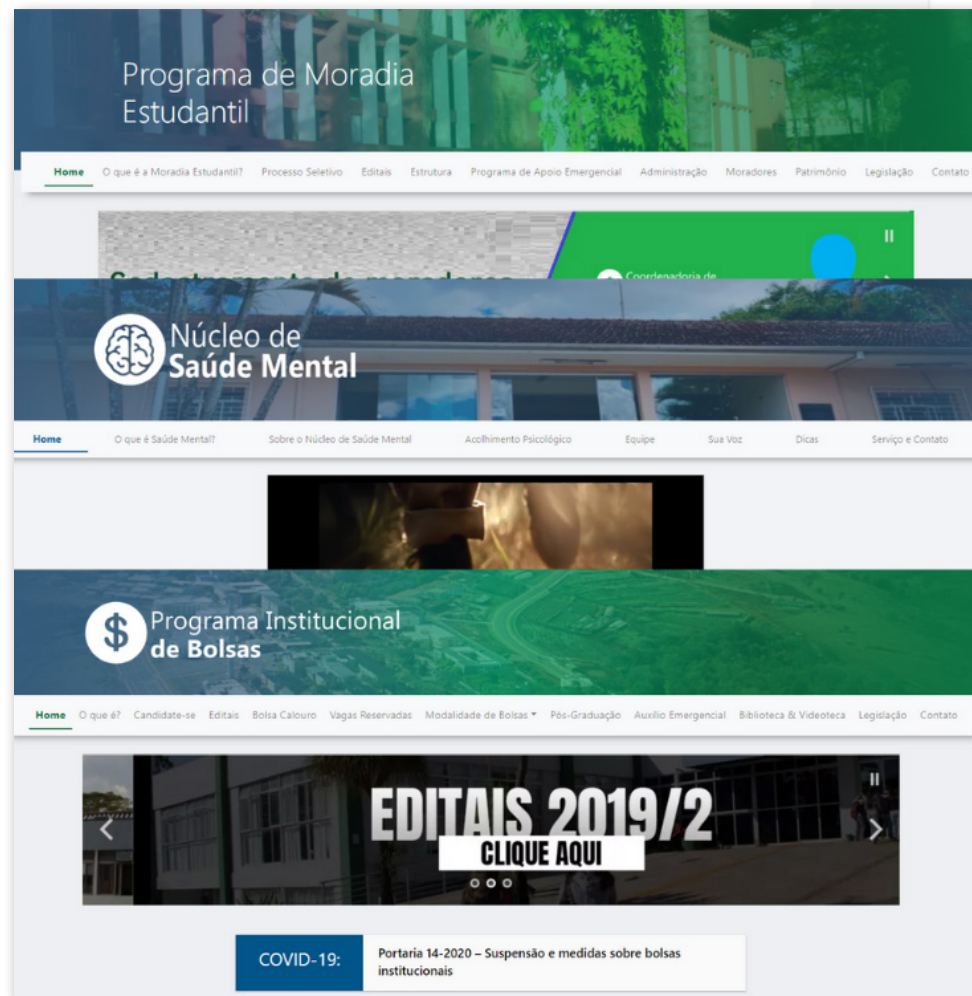 Programa de Moradia
Estudantil
Home O que é a Moradia Estudantil? Processo Seletivo Editais Estrutura Programa de Apoio Emergencial Administração Moradores Patrimônio Legislação Contato
Coordenadoria de
Núcleo de
Saúde Mental
Home O que é Saúde Mental? Sobre o Núcleo de Saúde Mental Acolhimento Psicológico Equipe Sua Voz Dicas Serviço e Contato
$ Programa Institucional
de Bolsas
Home O que é? Candidate-se Editais Bolsa Calouro Vagas Reservadas Modalidade de Bolsas Pós-Graduação Auxílio Emergencial Biblioteca & Videoteca Legislação Contato
EDITAIS 2019/2
CLIQUE AQUI
COVID-19: Portaria 14-2020 – Suspensão e medidas sobre bolsas
institucionais